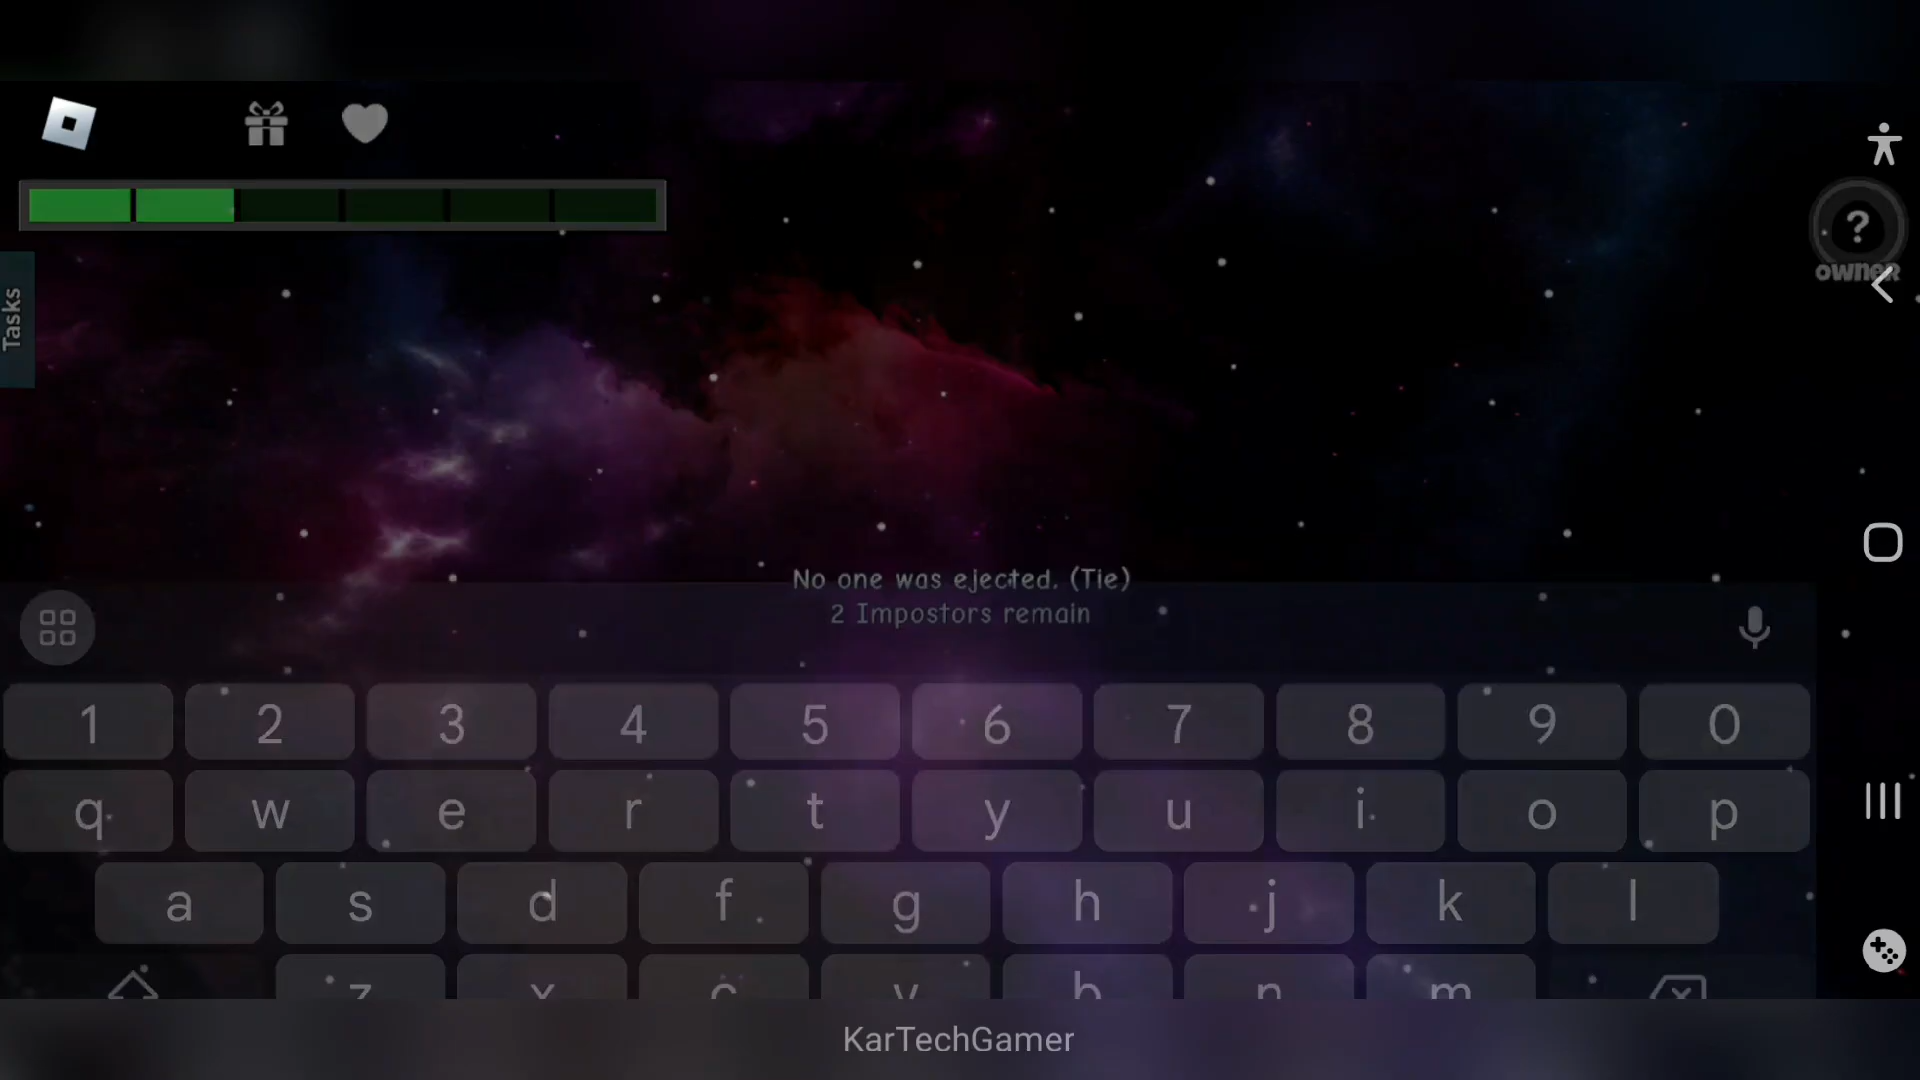 ?
OWNER
Tasks
No one was ejected. (Tie)
2 Impostors remain
1 2 3 4 5 6 7 8 9 0
q w e r t y u i o p
a s d f g h j k l
z x c v b n m
KarTechGamer